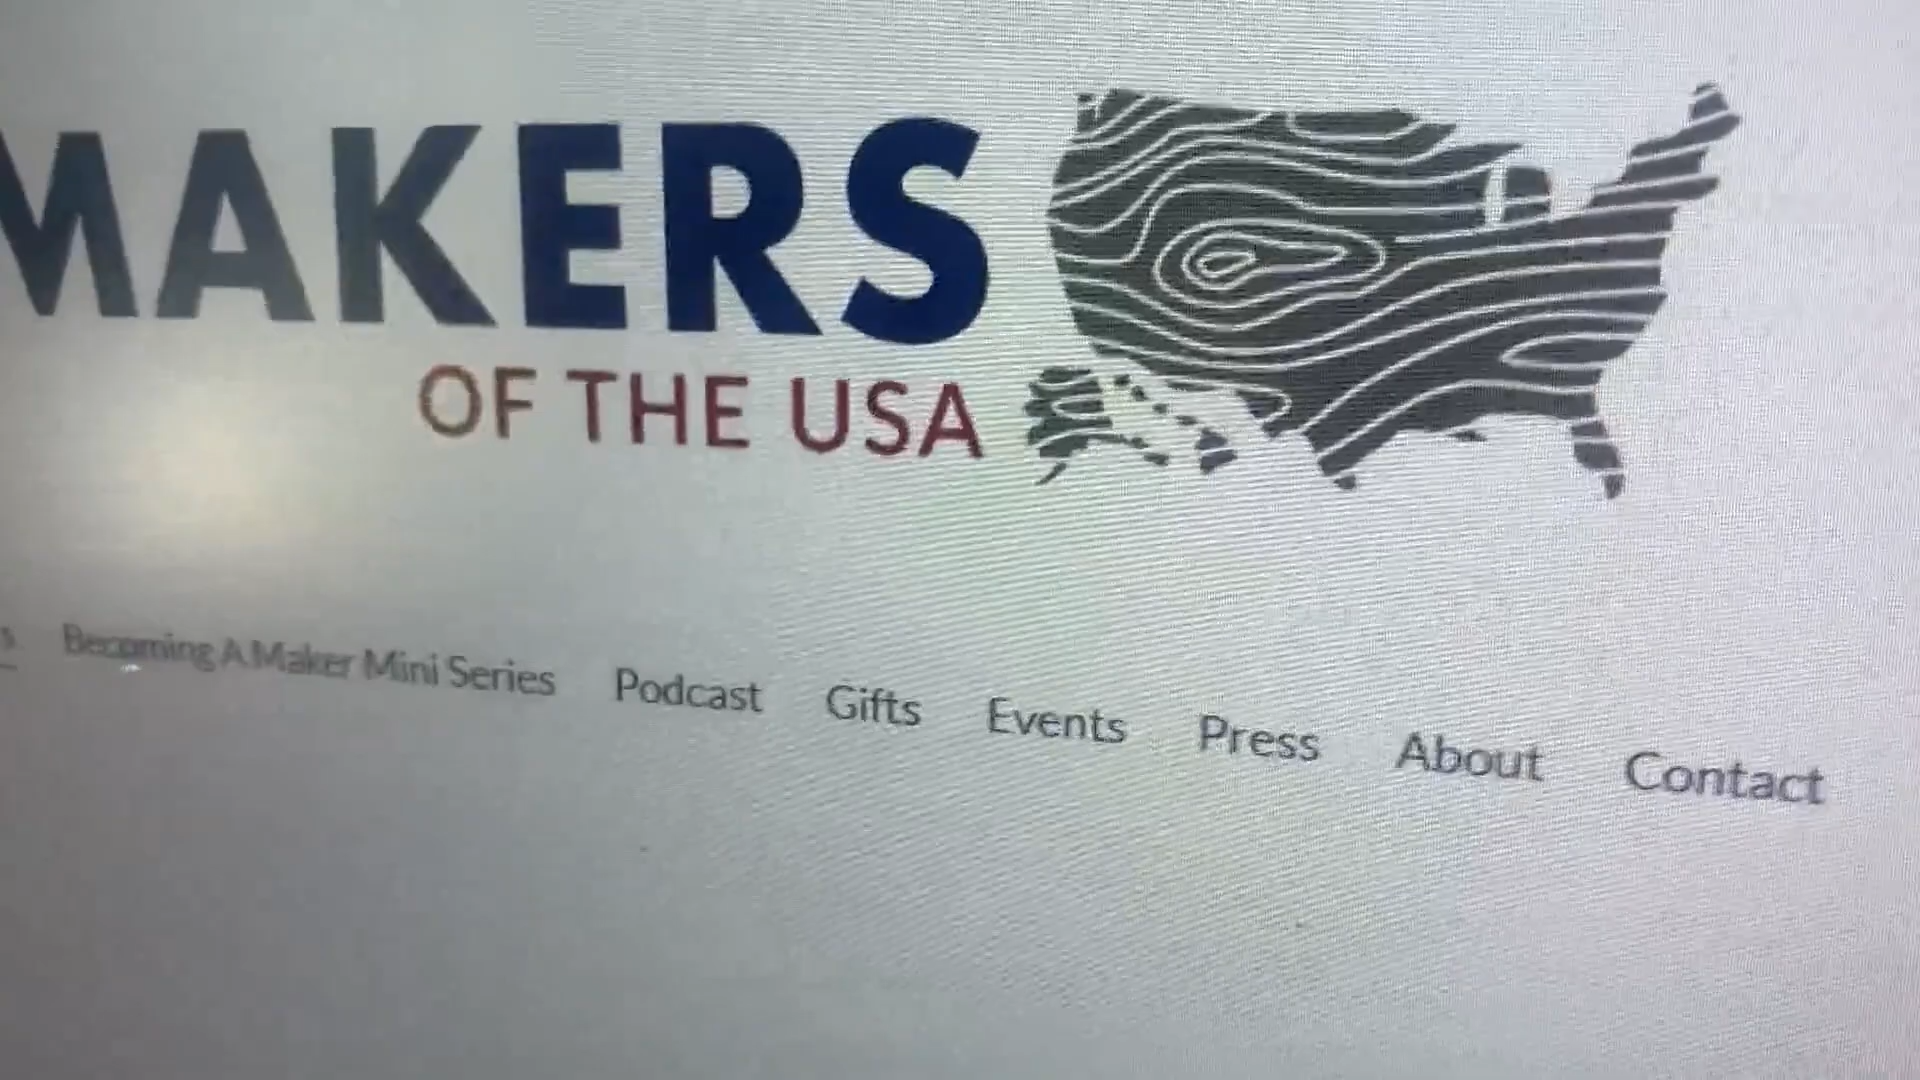 MAKERS
OF THE USA
s Becoming A Maker Mini Series Podcast Gifts Events Press About Contact